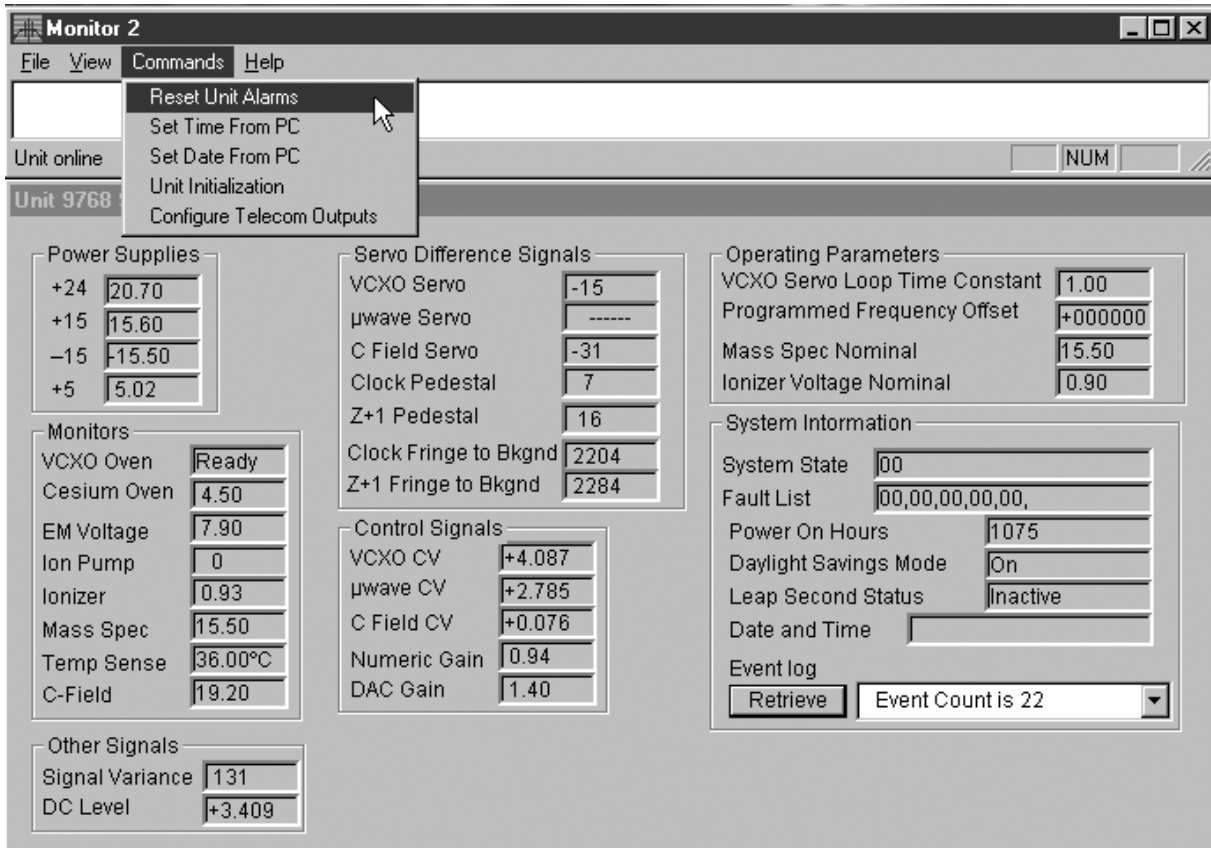 Monitor 2
File View Commands Help
Reset Unit Alarms
Set Time From PC
Set Date From PC
Unit Initialization
Configure Telecom Outputs
Unit online
NUM
Unit 9768
Power Supplies
+24 20.70
+15 15.60
–15 -15.50
+5 5.02
Monitors
VCXO Oven Ready
Cesium Oven 4.50
EM Voltage 7.90
Ion Pump 0
Ionizer 0.93
Mass Spec 15.50
Temp Sense 36.00°C
C-Field 19.20
Other Signals
Signal Variance 131
DC Level +3.409
Servo Difference Signals
VCXO Servo -15
µwave Servo ------
C Field Servo -31
Clock Pedestal 7
Z+1 Pedestal 16
Clock Fringe to Bkgnd 2204
Z+1 Fringe to Bkgnd 2284
Control Signals
VCXO CV +4.087
µwave CV +2.785
C Field CV +0.076
Numeric Gain 0.94
DAC Gain 1.40
Operating Parameters
VCXO Servo Loop Time Constant 1.00
Programmed Frequency Offset +000000
Mass Spec Nominal 15.50
Ionizer Voltage Nominal 0.90
System Intormation
System State 00
Fault List 00,00,00,00,00,
Power On Hours 1075
Daylight Savings Mode On
Leap Second Status Inactive
Date and Time
Event log
Retrieve Event Count is 22